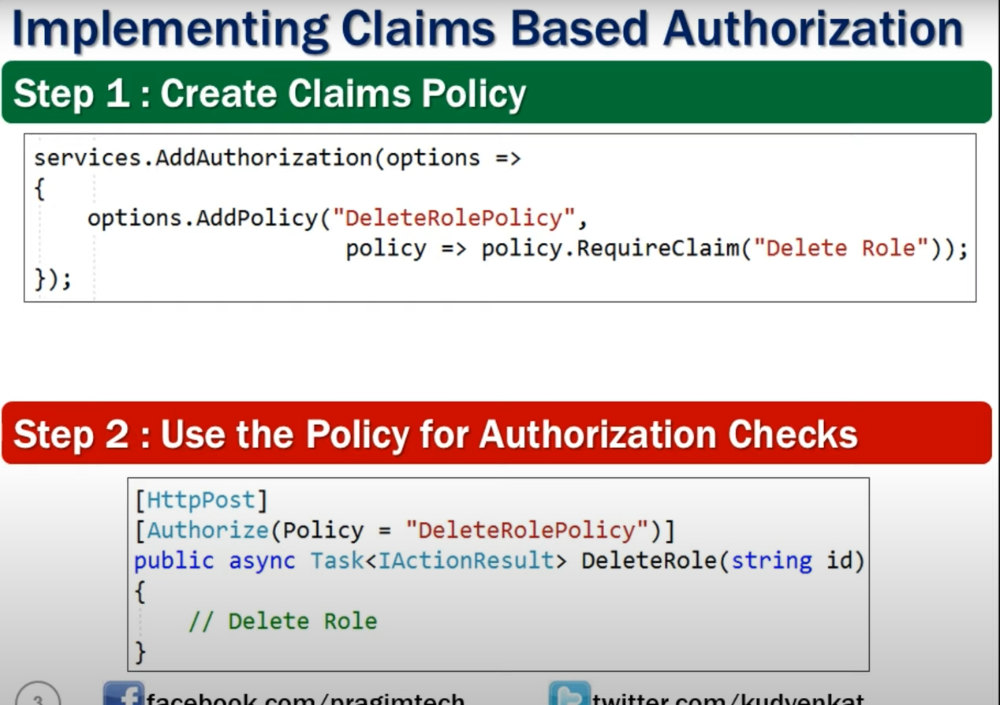 Implementing Claims Based Authorization
Step 1 : Create Claims Policy
services.AddAuthorization(options =>
{
options.AddPolicy("DeleteRolePolicy",
policy => policy.RequireClaim("Delete Role"));
});
Step 2 : Use the Policy for Authorization Checks
[HttpPost]
[Authorize(Policy = "DeleteRolePolicy")]
public async Task<IActionResult> DeleteRole(string id)
{
// Delete Role
}
3
facebook.com/pragimtech
twitter.com/kudvenkat